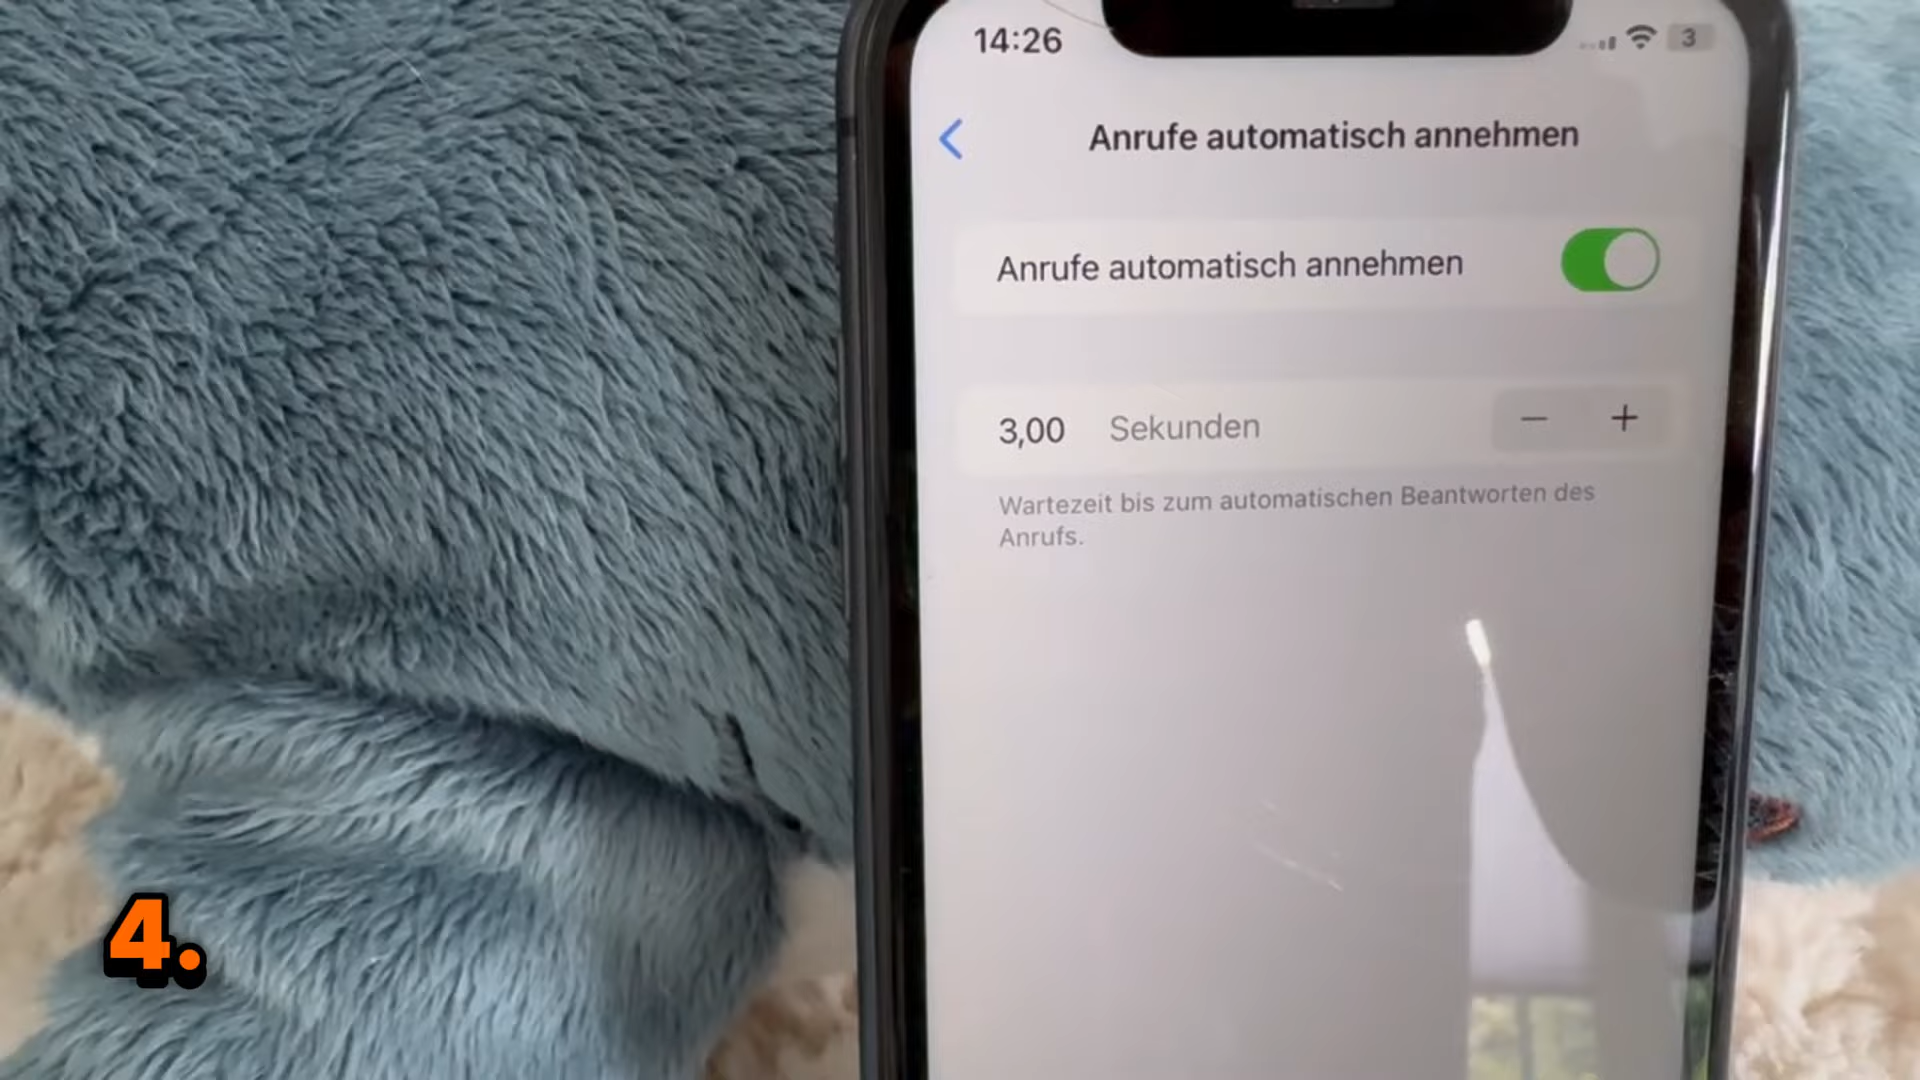 14:26
3
Anrufe automatisch annehmen
Anrufe automatisch annehmen
3,00 Sekunden − +
Wartezeit bis zum automatischen Beantworten des
Anrufs.
4.